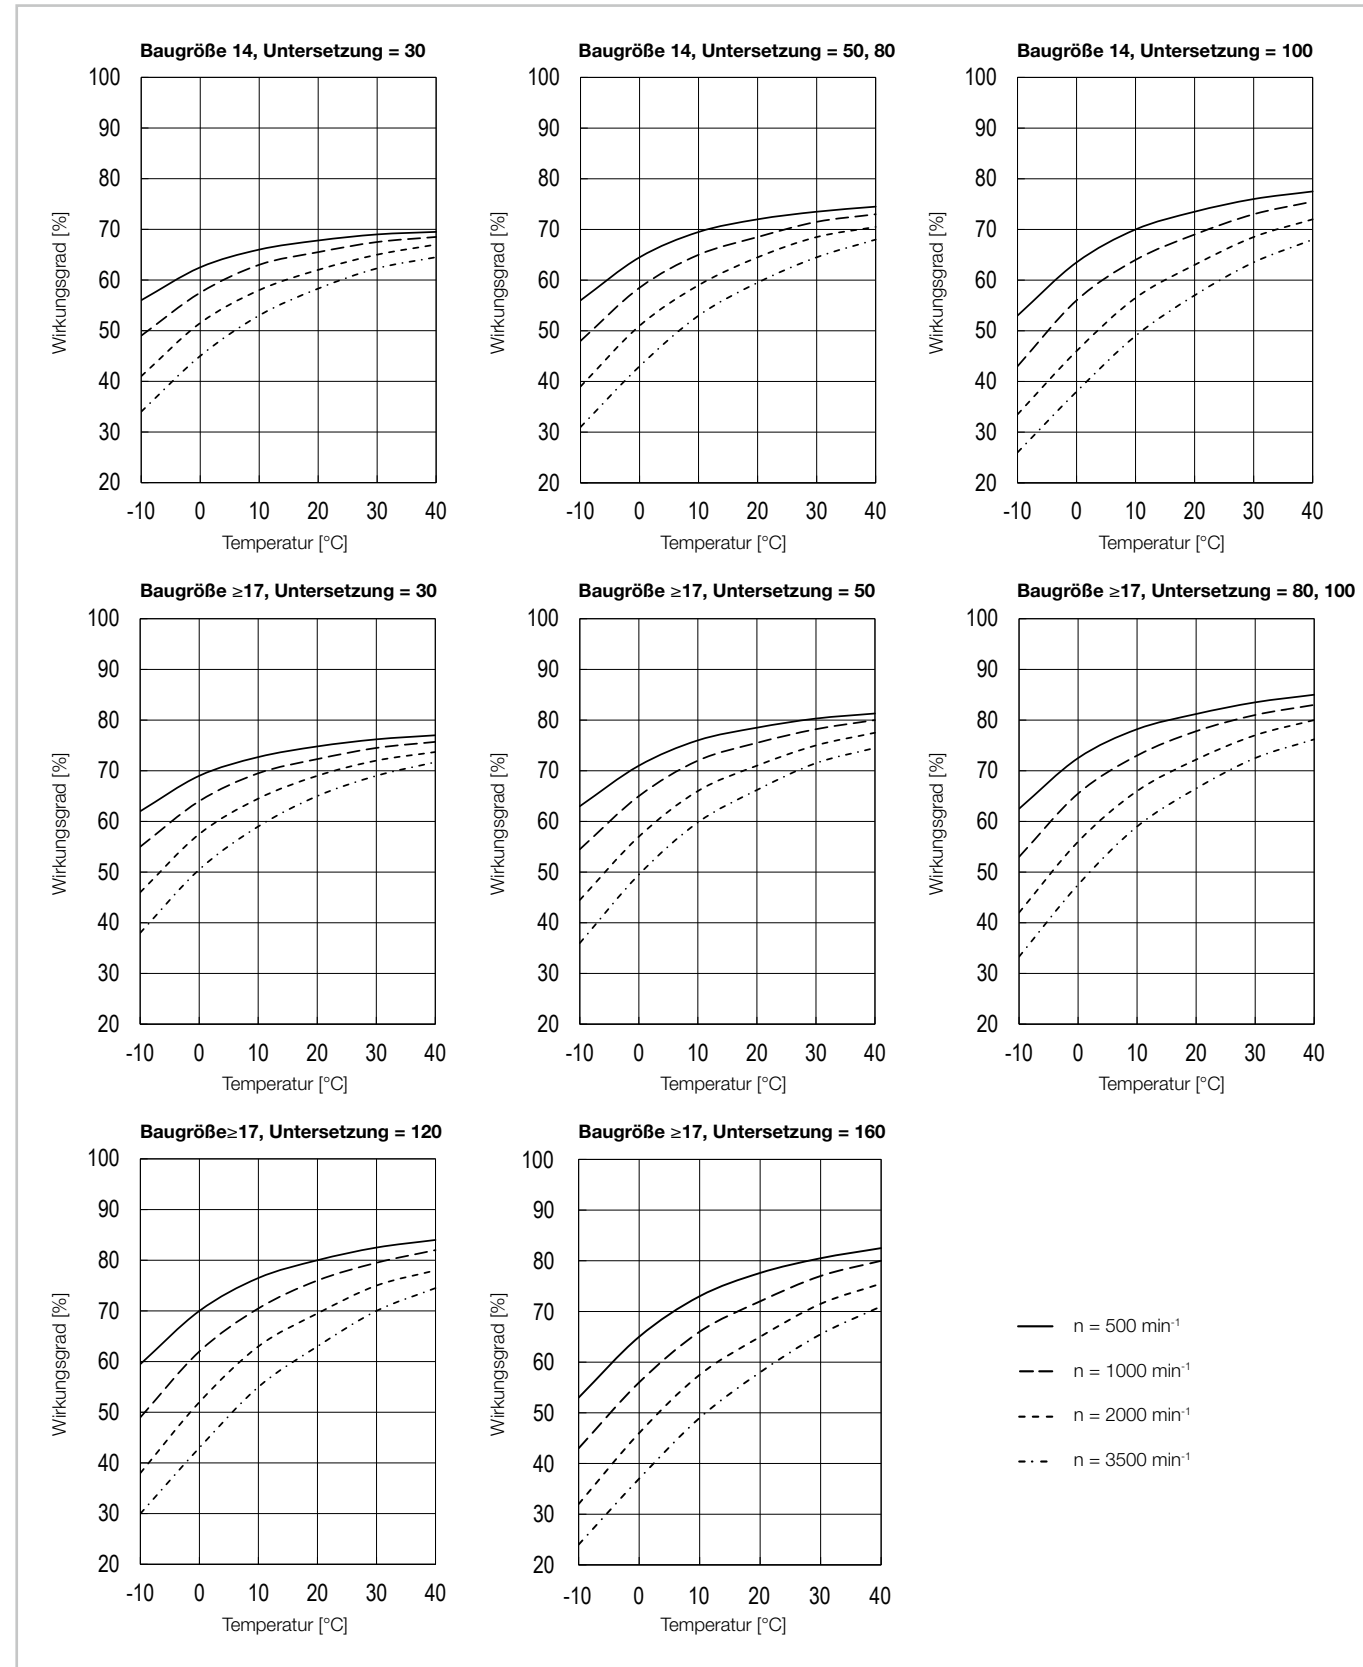 Baugröße 14, Untersetzung = 30
100
90
80
70
60
50
40
30
20
-10 0 10 20 30 40
Wirkungsgrad [%]
Temperatur [°C]
Baugröße 14, Untersetzung = 50, 80
100
90
80
70
60
50
40
30
20
-10 0 10 20 30 40
Wirkungsgrad [%]
Temperatur [°C]
Baugröße 14, Untersetzung = 100
100
90
80
70
60
50
40
30
20
-10 0 10 20 30 40
Wirkungsgrad [%]
Temperatur [°C]
Baugröße ≥17, Untersetzung = 30
100
90
80
70
60
50
40
30
20
-10 0 10 20 30 40
Wirkungsgrad [%]
Temperatur [°C]
Baugröße ≥17, Untersetzung = 50
100
90
80
70
60
50
40
30
20
-10 0 10 20 30 40
Wirkungsgrad [%]
Temperatur [°C]
Baugröße ≥17, Untersetzung = 80, 100
100
90
80
70
60
50
40
30
20
-10 0 10 20 30 40
Wirkungsgrad [%]
Temperatur [°C]
Baugröße≥17, Untersetzung = 120
100
90
80
70
60
50
40
30
20
-10 0 10 20 30 40
Wirkungsgrad [%]
Temperatur [°C]
Baugröße ≥17, Untersetzung = 160
100
90
80
70
60
50
40
30
20
-10 0 10 20 30 40
Wirkungsgrad [%]
Temperatur [°C]
n = 500 min⁻¹
n = 1000 min⁻¹
n = 2000 min⁻¹
n = 3500 min⁻¹